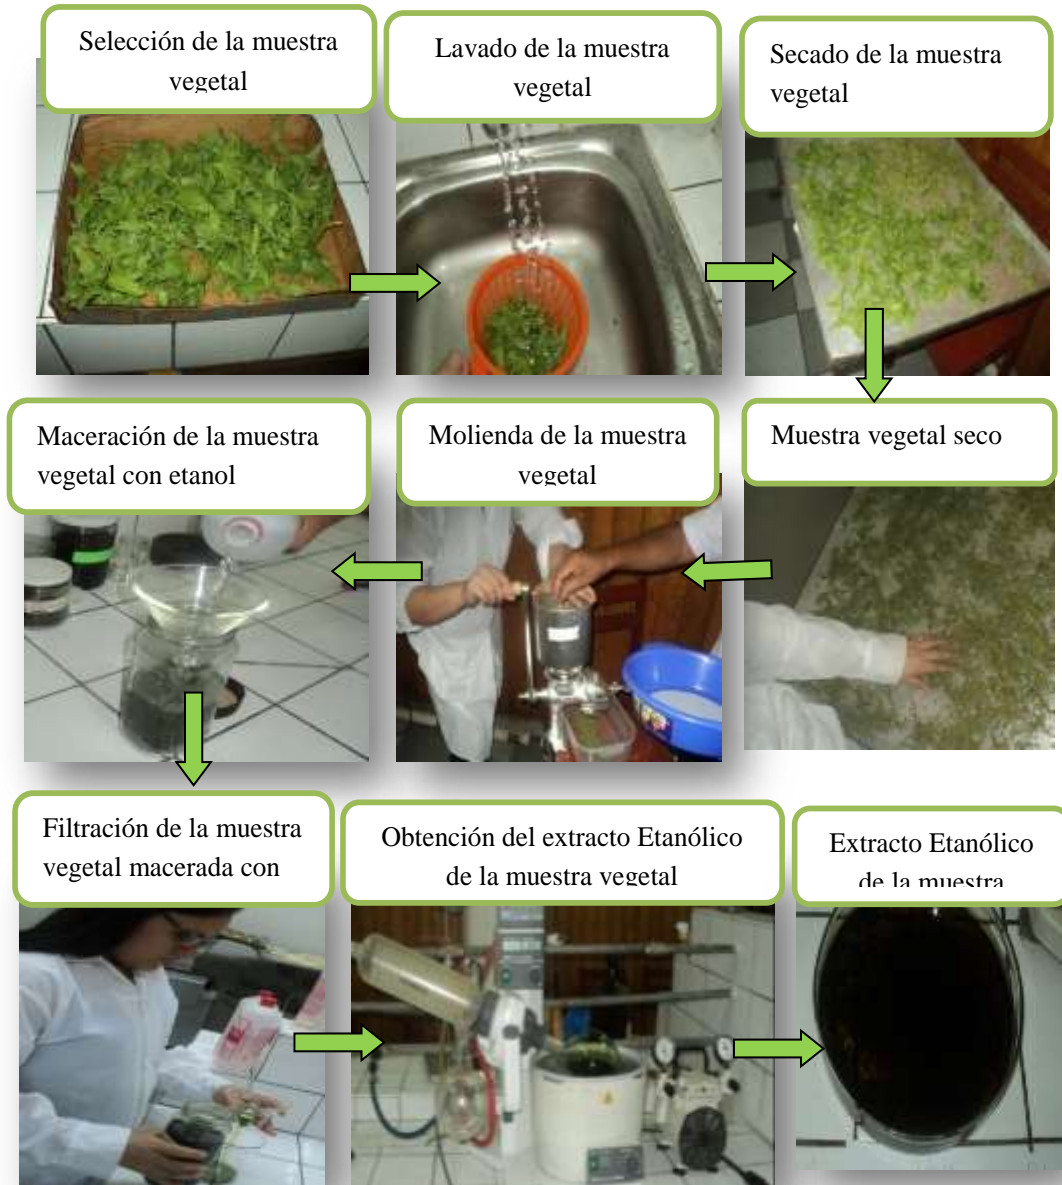 Selección de la muestra
vegetal
Lavado de la muestra
vegetal
Secado de la muestra
vegetal
Muestra vegetal seco
Molienda de la muestra
vegetal
Maceración de la muestra
vegetal con etanol
Filtración de la muestra
vegetal macerada con
Obtención del extracto Etanólico
de la muestra vegetal
Extracto Etanólico
de la muestra